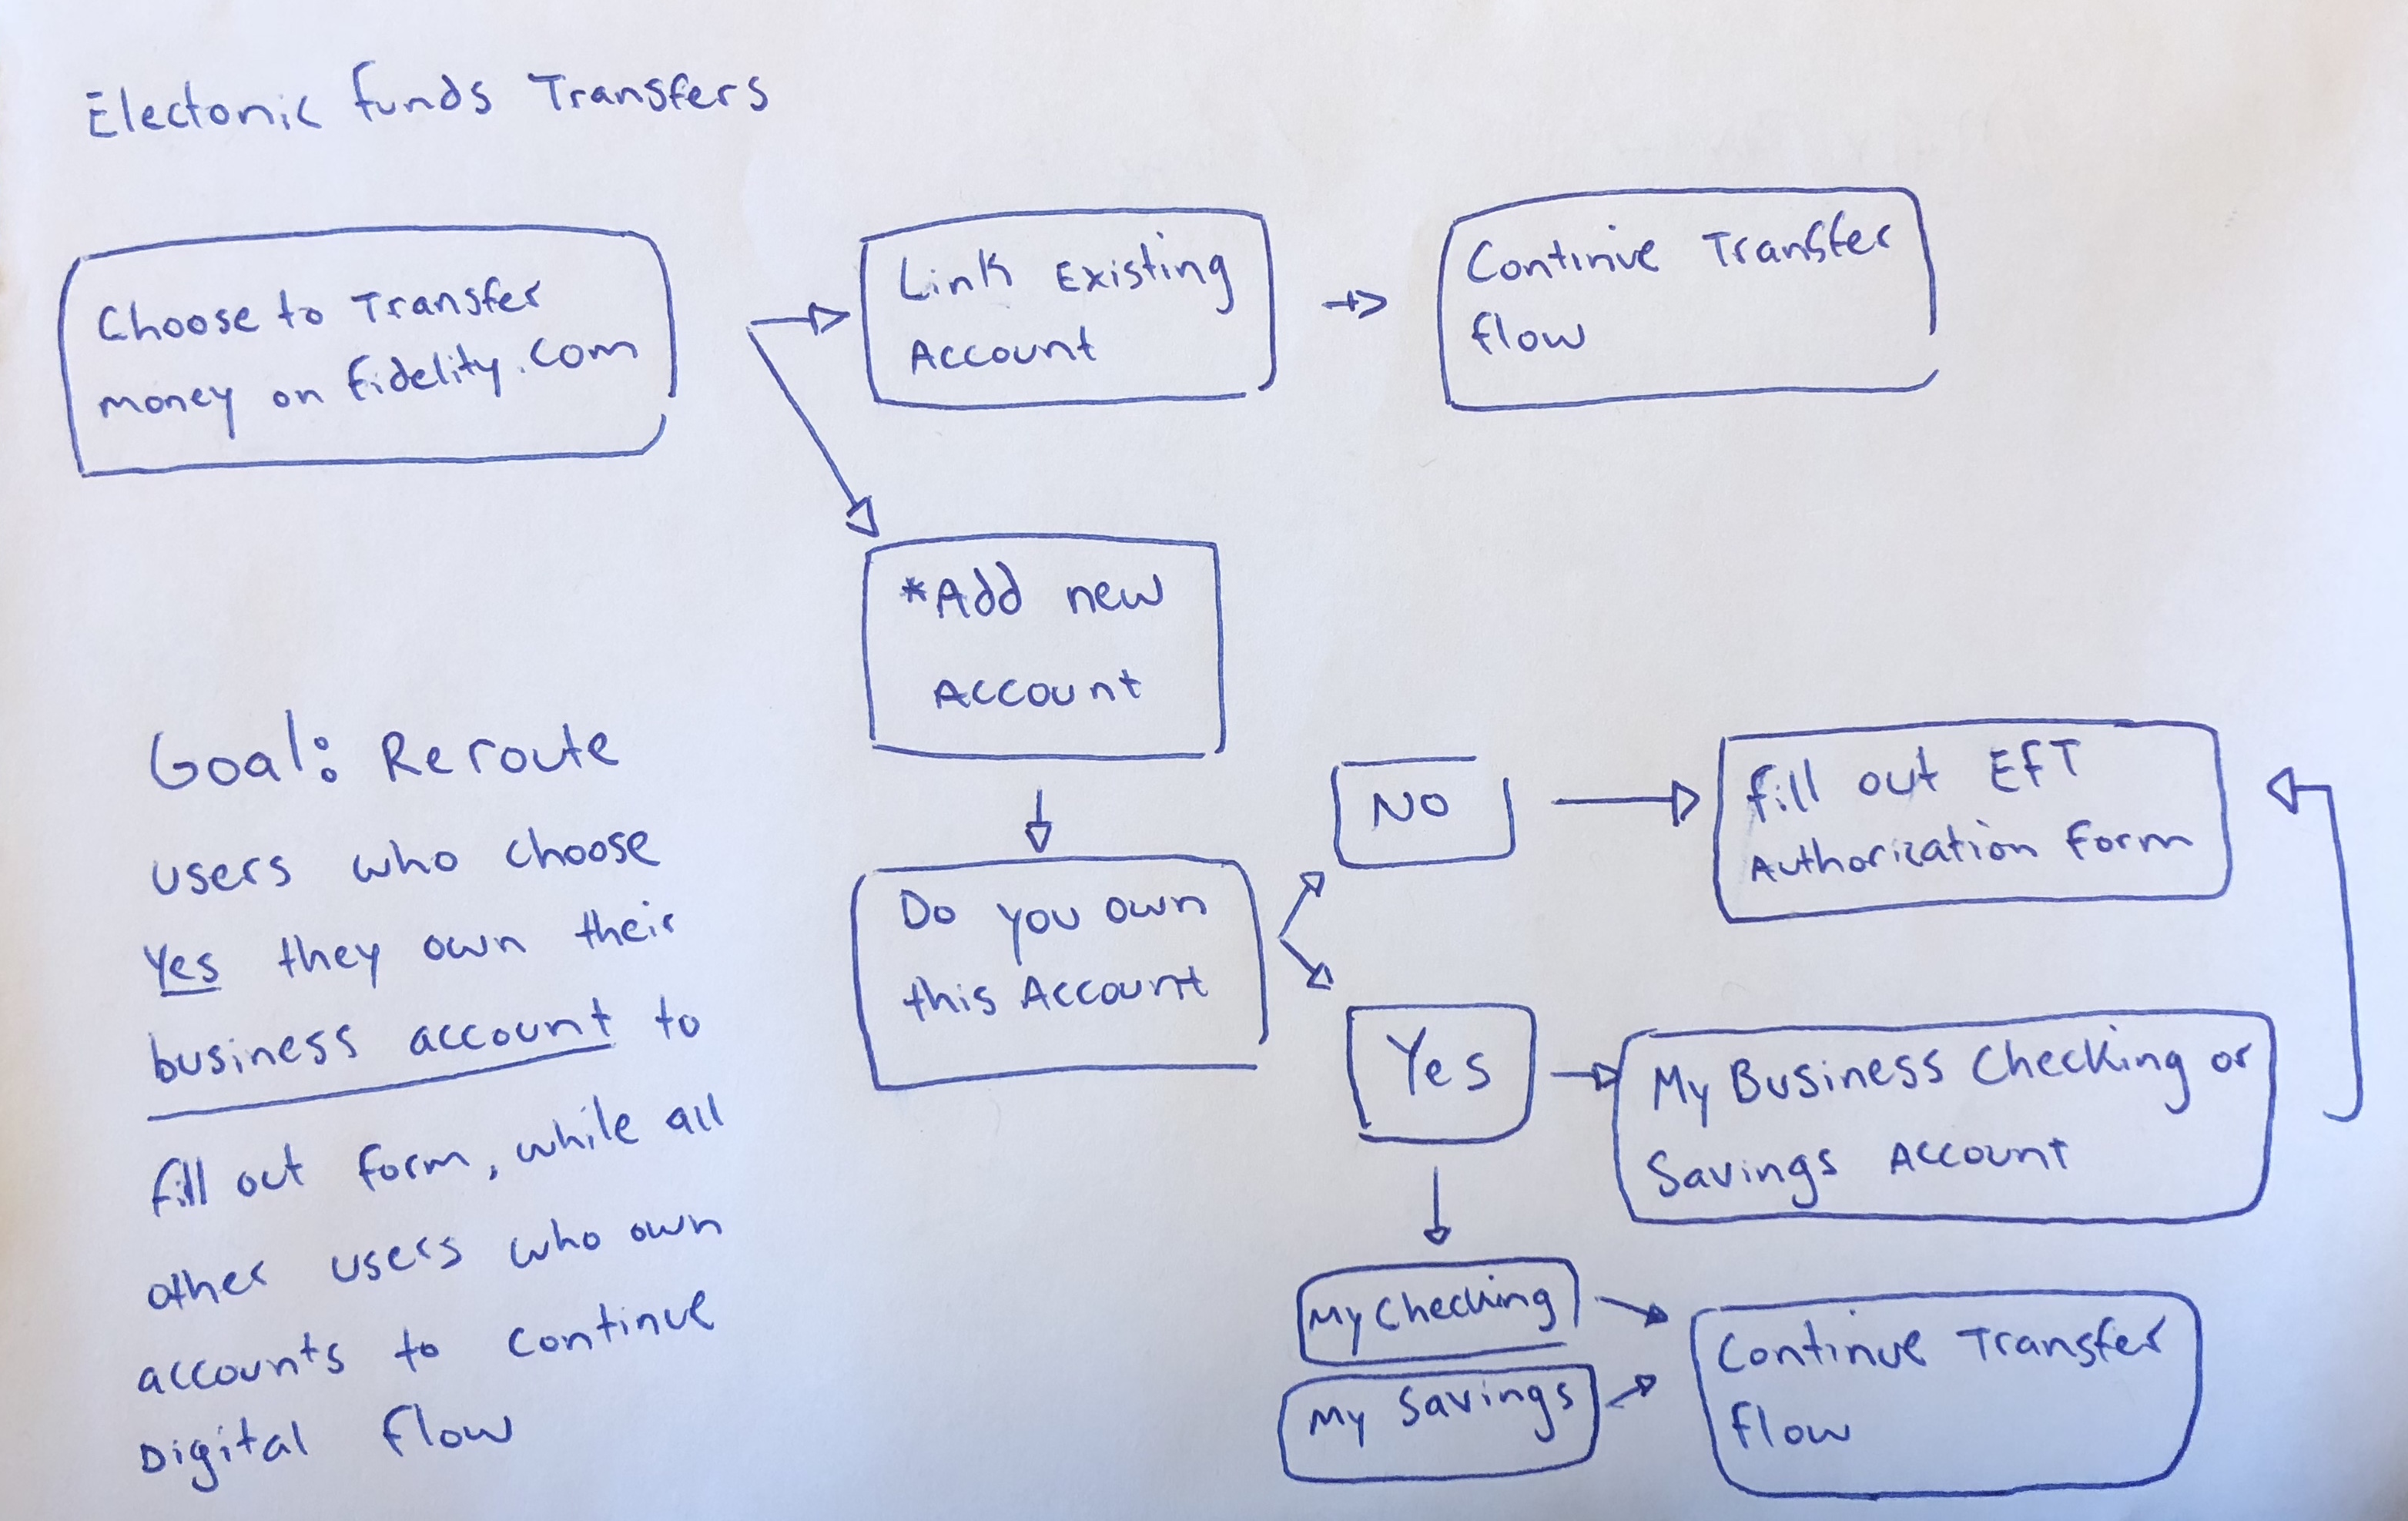 Electonic funds Transfers
Choose to Transfer
money on fidelity.com
Link Existing
Account
Continue Transfer
flow
*Add new
Account
Goal: Reroute
users who choose
Yes they own their
business account to
fill out form, while all
other users who own
accounts to continue
Digital flow
Do you own
this Account
No
fill out EFT
Authorization form
Yes
My Business Checking or
Savings Account
My Checking
My Savings
Continue Transfer
flow